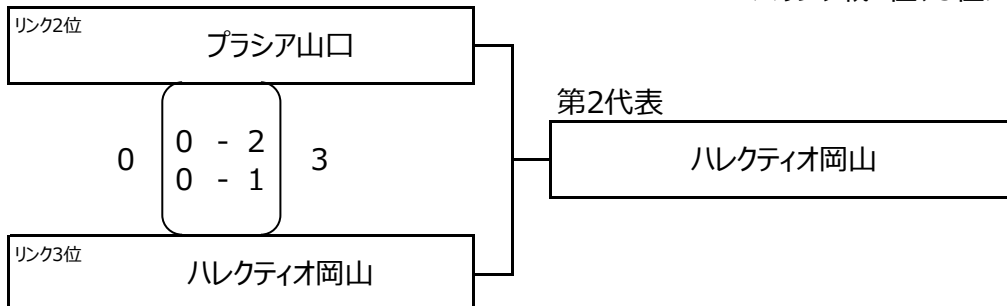 リンク2位
プラシア山口
第2代表
0 - 2
0 3
0 - 1
ハレクティオ岡山
リンク3位
ハレクティオ岡山